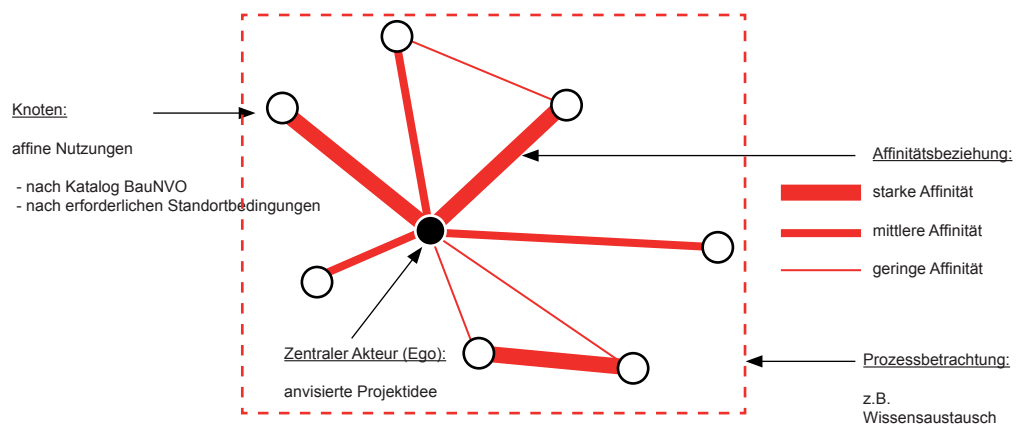 Knoten:
affine Nutzungen
- nach Katalog BauNVO
- nach erforderlichen Standortbedingungen
Zentraler Akteur (Ego):
anvisierte Projektidee
Affinitätsbeziehung:
starke Affinität
mittlere Affinität
geringe Affinität
Prozessbetrachtung:
z.B.
Wissensaustausch